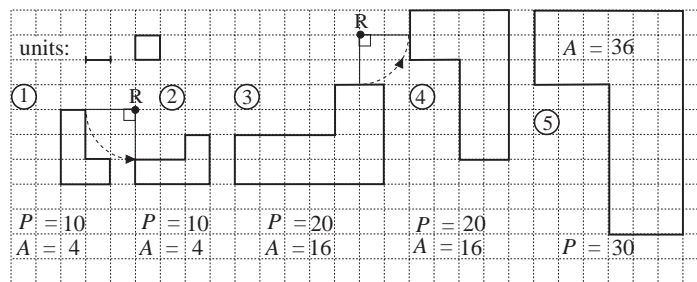 R
units:
A = 36
① R ② ③ ④
⑤
P = 10 P = 10 P = 20 P = 20
A = 4 A = 4 A = 16 A = 16 P = 30